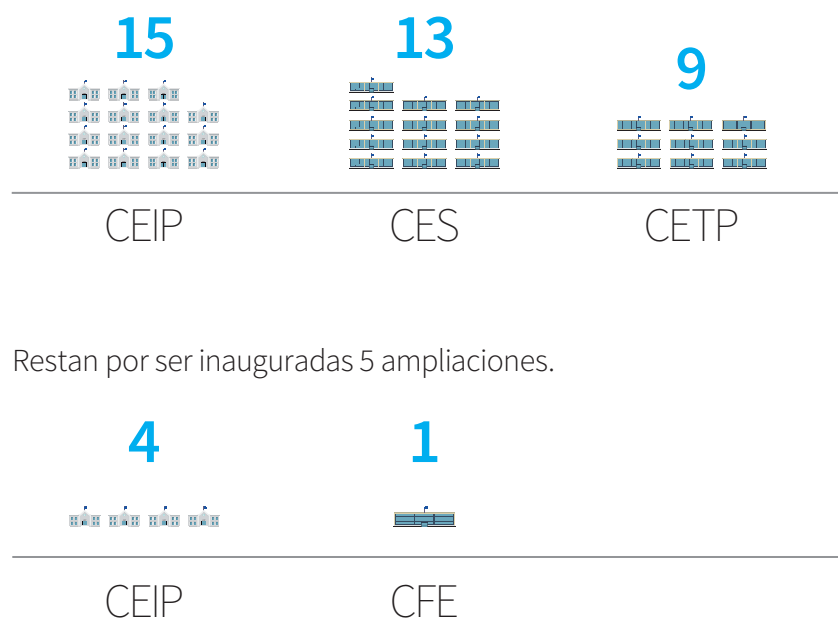 15 13 9
CEIP CES CETP
Restan por ser inauguradas 5 ampliaciones.
4 1
CEIP CFE